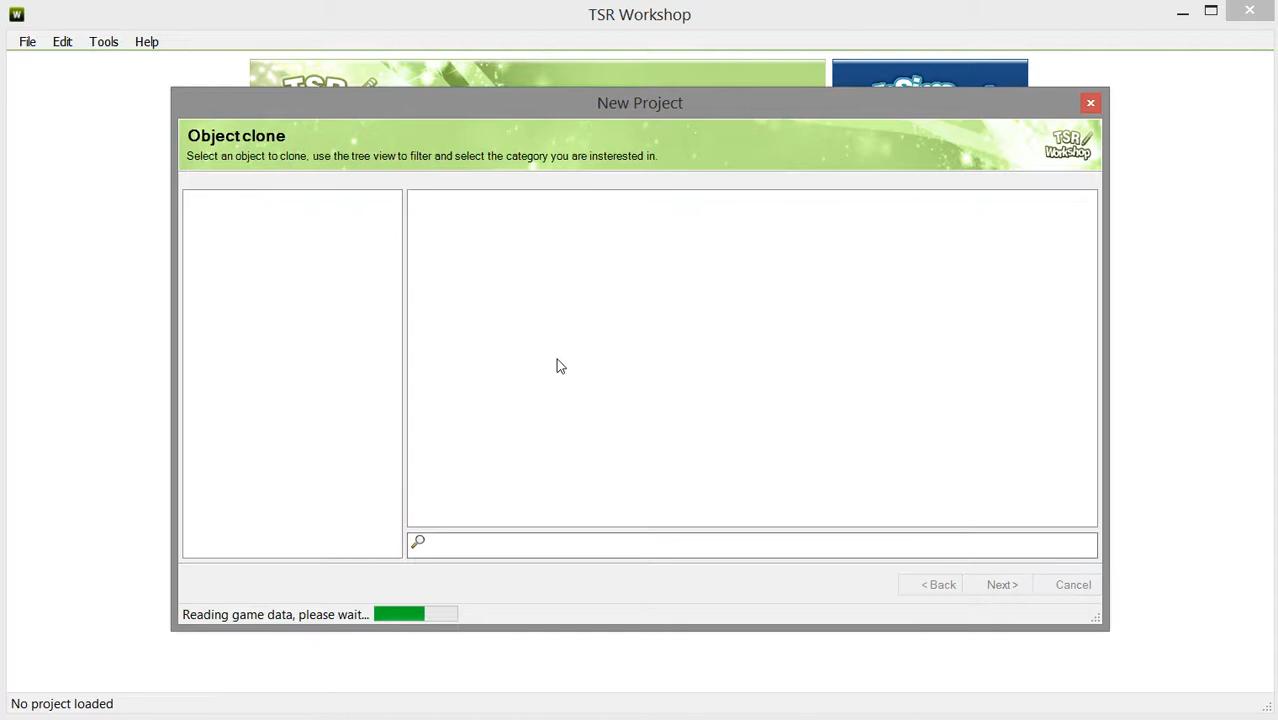 TSR Workshop
File Edit Tools Help
TSR
New Project
Object clone
Select an object to clone, use the tree view to filter and select the category you are insterested in.
TSR
Workshop
< Back Next > Cancel
Reading game data, please wait...
No project loaded